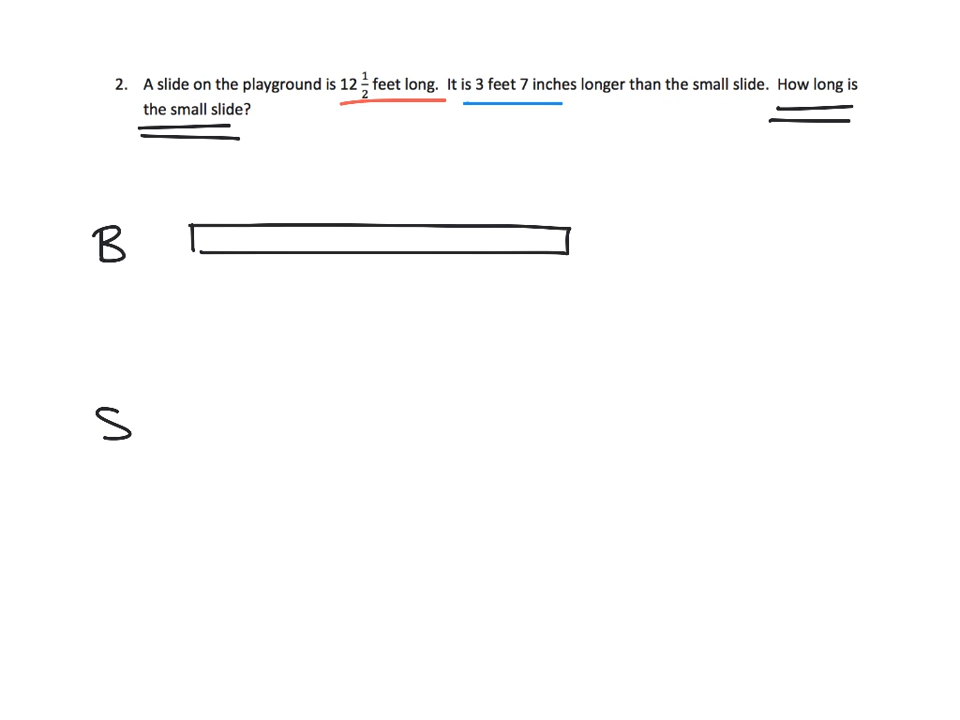 2. A slide on the playground is 12 1/2 feet long. It is 3 feet 7 inches longer than the small slide. How long is
the small slide?
B
S